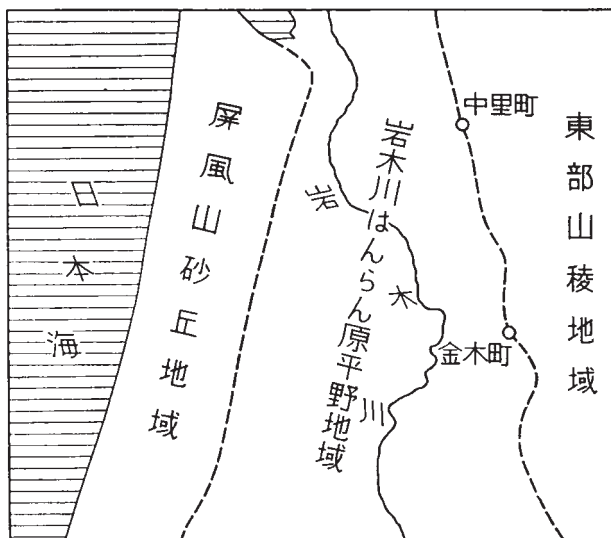 日本海
屏風山砂丘地域
岩木川はんらん原平野地域
岩木川
中里町
金木町
東部山稜地域